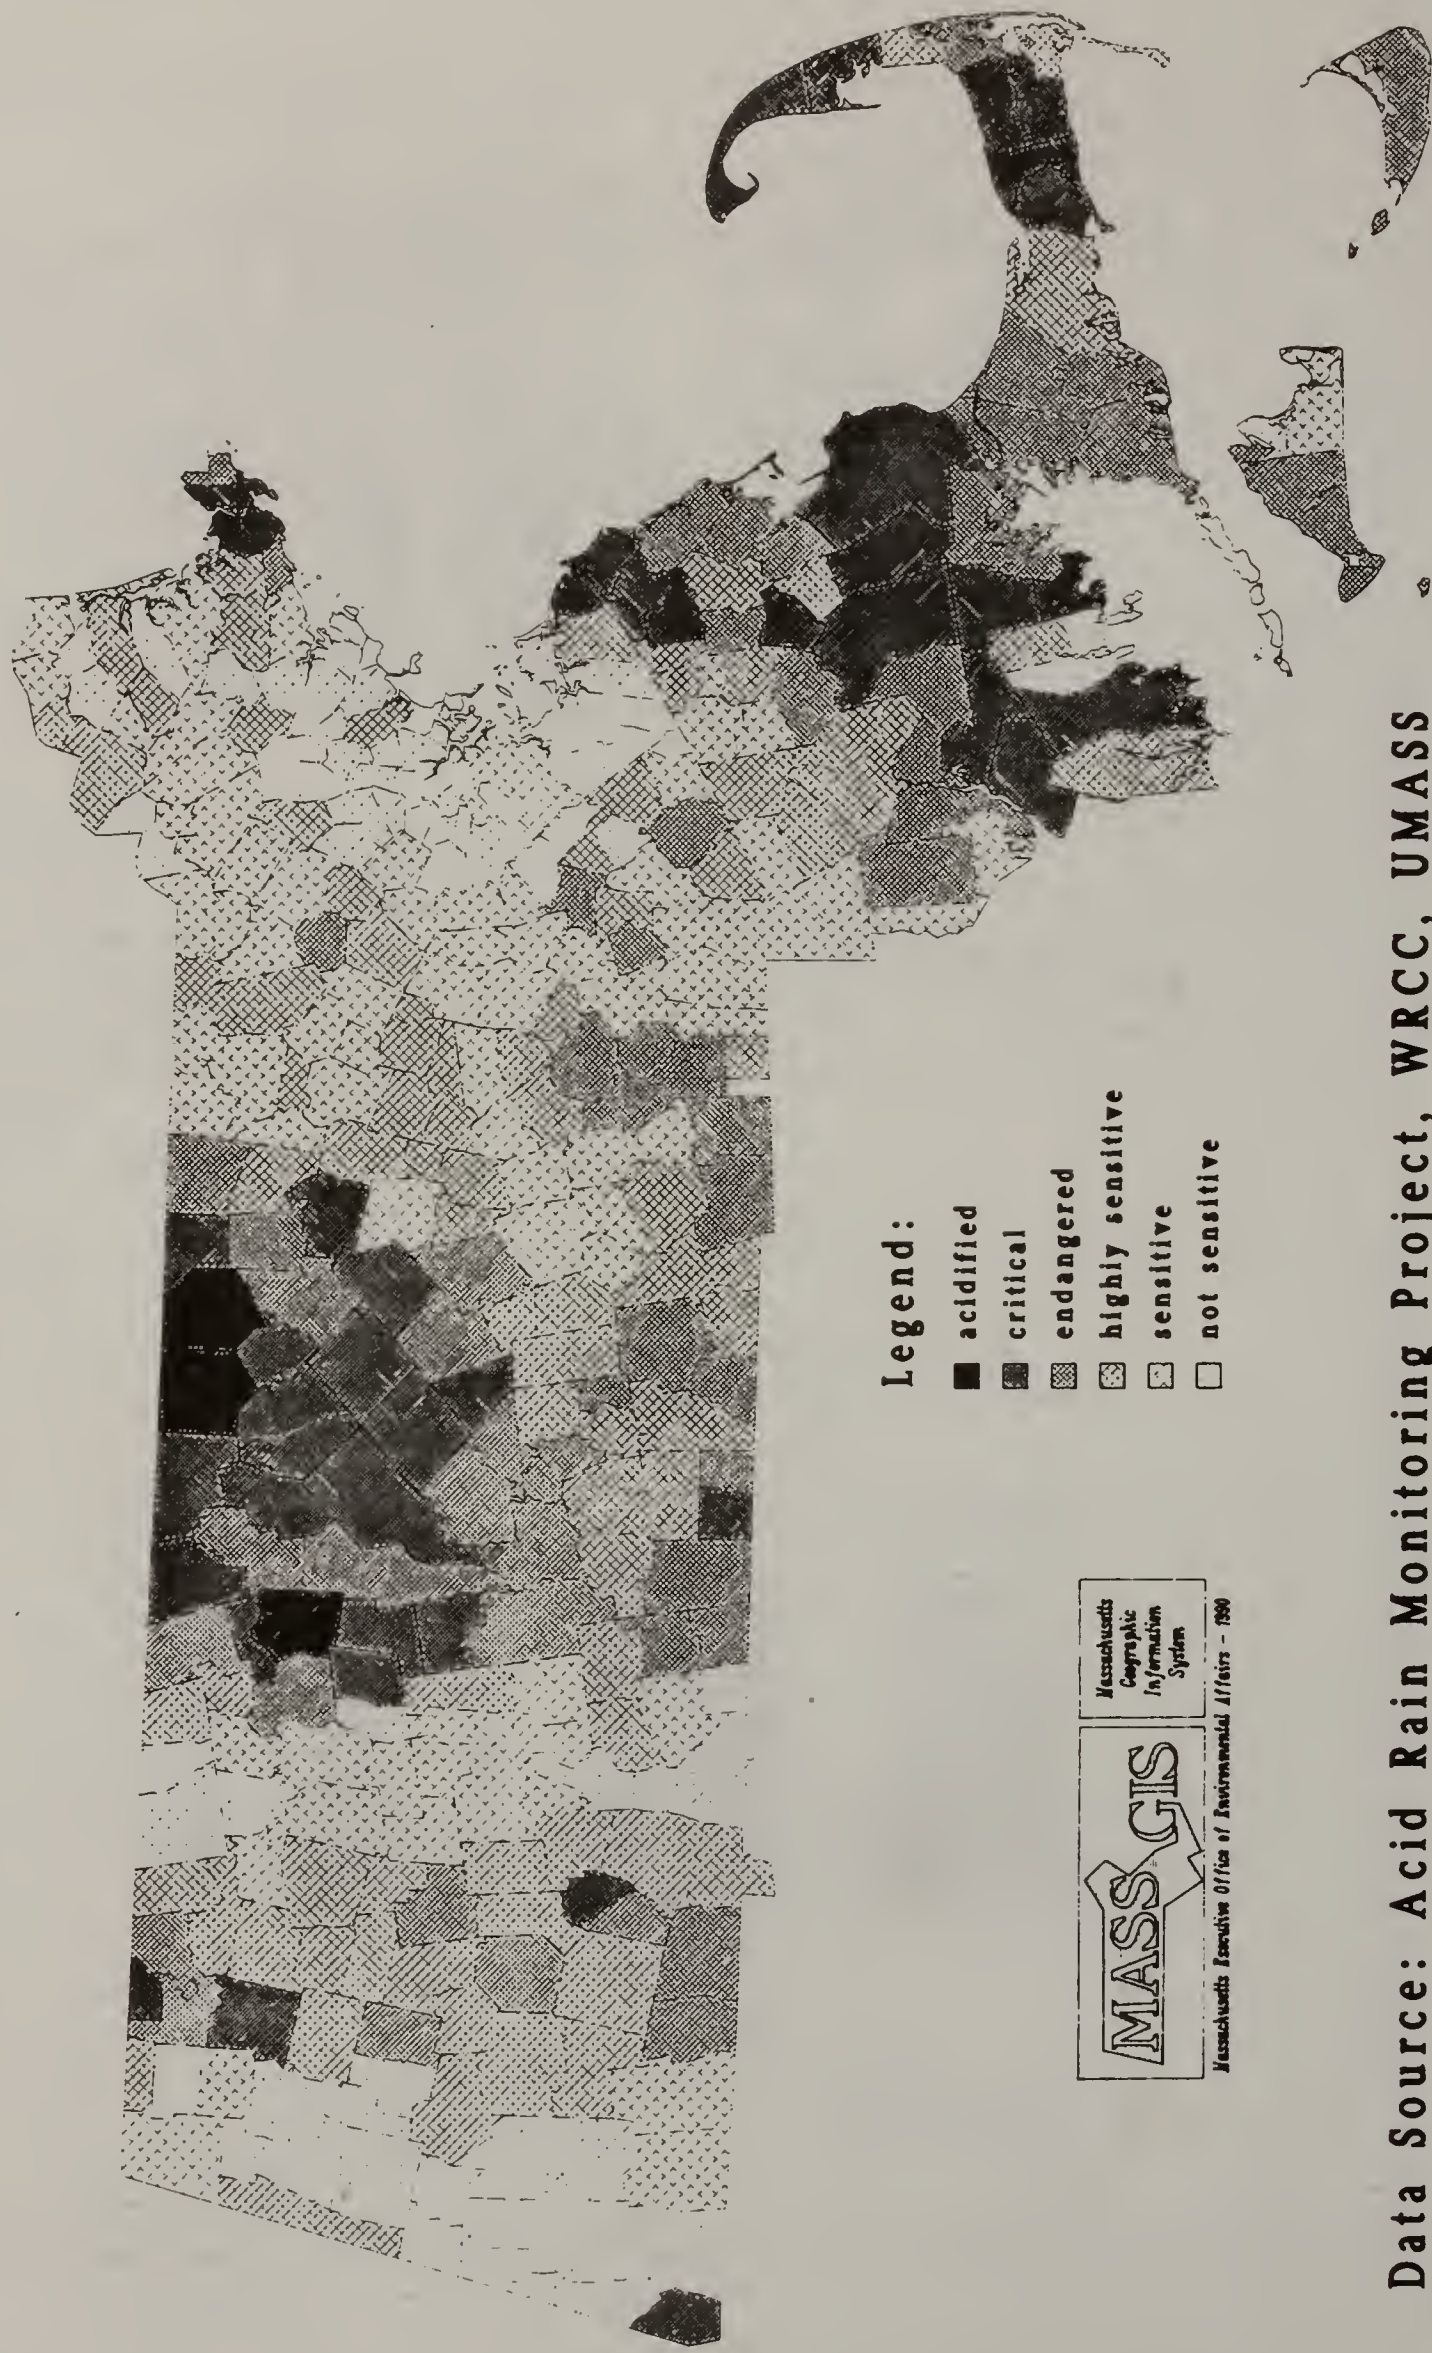 Legend:
acidified
critical
endangered
highly sensitive
sensitive
not sensitive
MASS GIS
Massachusetts
Geographic
Information
System
Massachusetts Executive Office of Environmental Affairs - 1990
Data Source: Acid Rain Monitoring Project, WRCC, UMASS